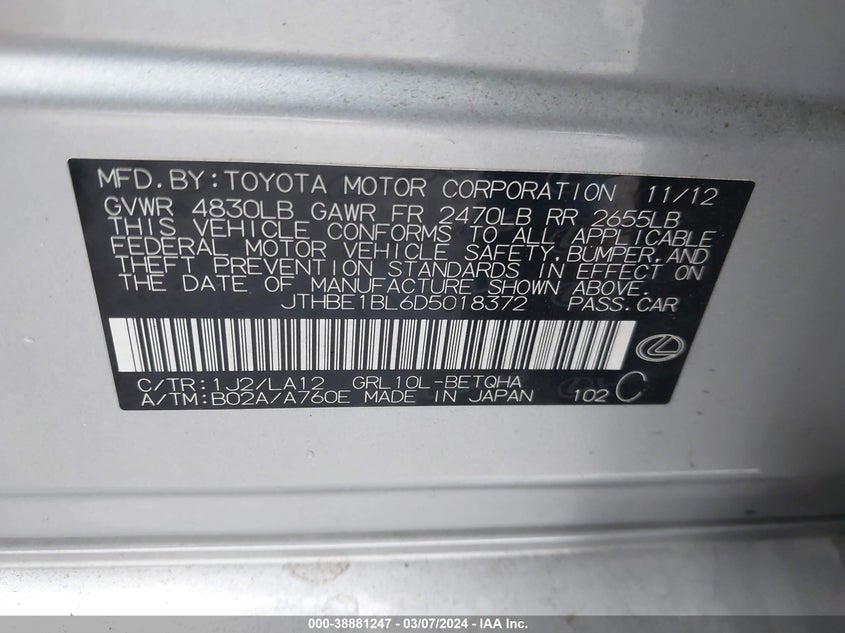 MFD.BY:TOYOTA MOTOR CORPORATION 11/12
GVWR 4830LB GAWR FR 2470LB RR 2655LB
THIS VEHICLE CONFORMS TO ALL APPLICABLE
FEDERAL MOTOR VEHICLE SAFETY,BUMPER,AND
THEFT PREVENTION STANDARDS IN EFFECT ON
THE DATE OF MANUFACTURE SHOWN ABOVE.
JTHBE1BL6D5018372 PASS.CAR
C/TR:1J2/LA12 GRL10L-BETQHA
A/TM:B02A/A760E MADE IN JAPAN 102 C
000-38881247 - 03/07/2024 - IAA Inc.